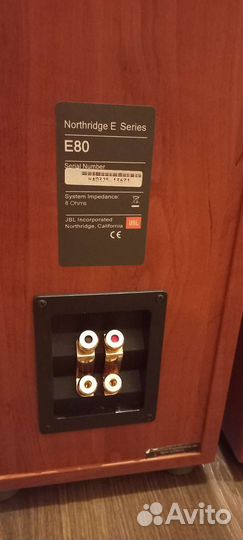 Northridge E Series
E80
Serial Number
System Impedance:
8 Ohms
JBL Incorporated
Northridge, California
JBL
CE
Avito